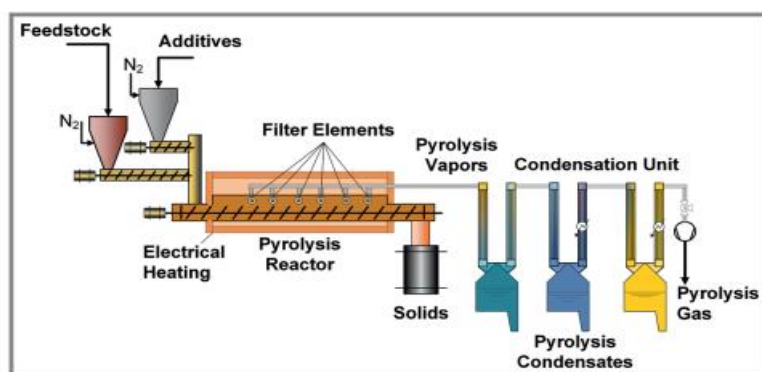 Feedstock
Additives
N2
N2
Filter Elements
Pyrolysis
Vapors
Condensation Unit
Electrical
Heating
Pyrolysis
Reactor
Solids
Pyrolysis
Condensates
Pyrolysis
Gas